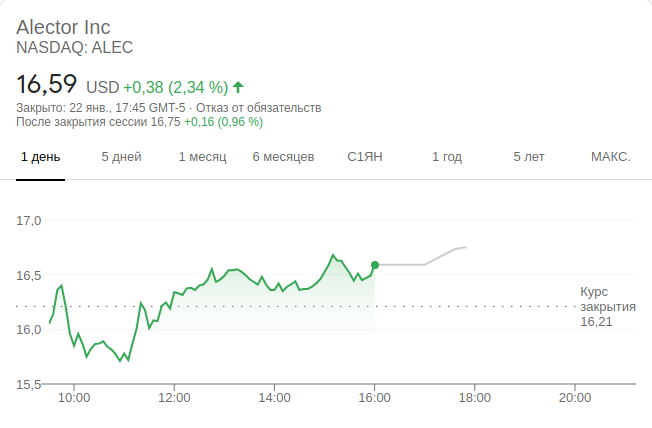 Alector Inc
NASDAQ: ALEC
16,59 USD +0,38 (2,34 %)
Закрыто: 22 янв., 17:45 GMT-5 · Отказ от обязательств
После закрытия сессии 16,75 +0,16 (0,96 %)
1 день 5 дней 1 месяц 6 месяцев С1ЯН 1 год 5 лет МАКС.
17,0
16,5
Курс
закрытия
16,21
16,0
15,5
10:00 12:00 14:00 16:00 18:00 20:00